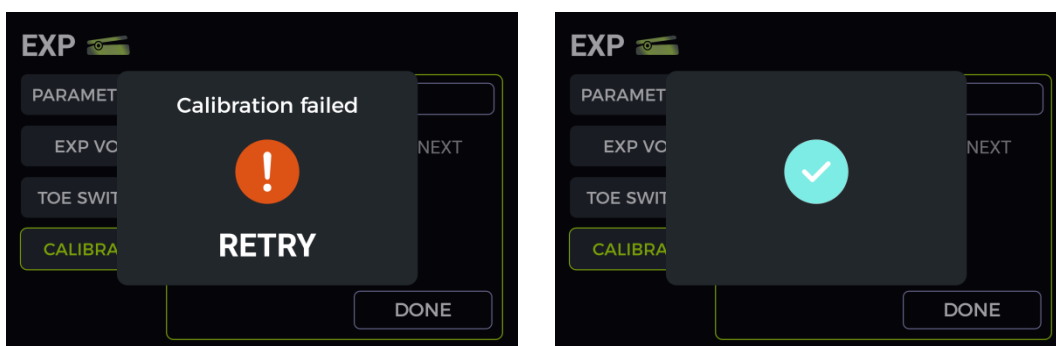 EXP
PARAMET
Calibration failed
EXP VO
NEXT
TOE SWIT
CALIBRA
RETRY
DONE
EXP
PARAMET
EXP VO
NEXT
TOE SWIT
CALIBRA
DONE